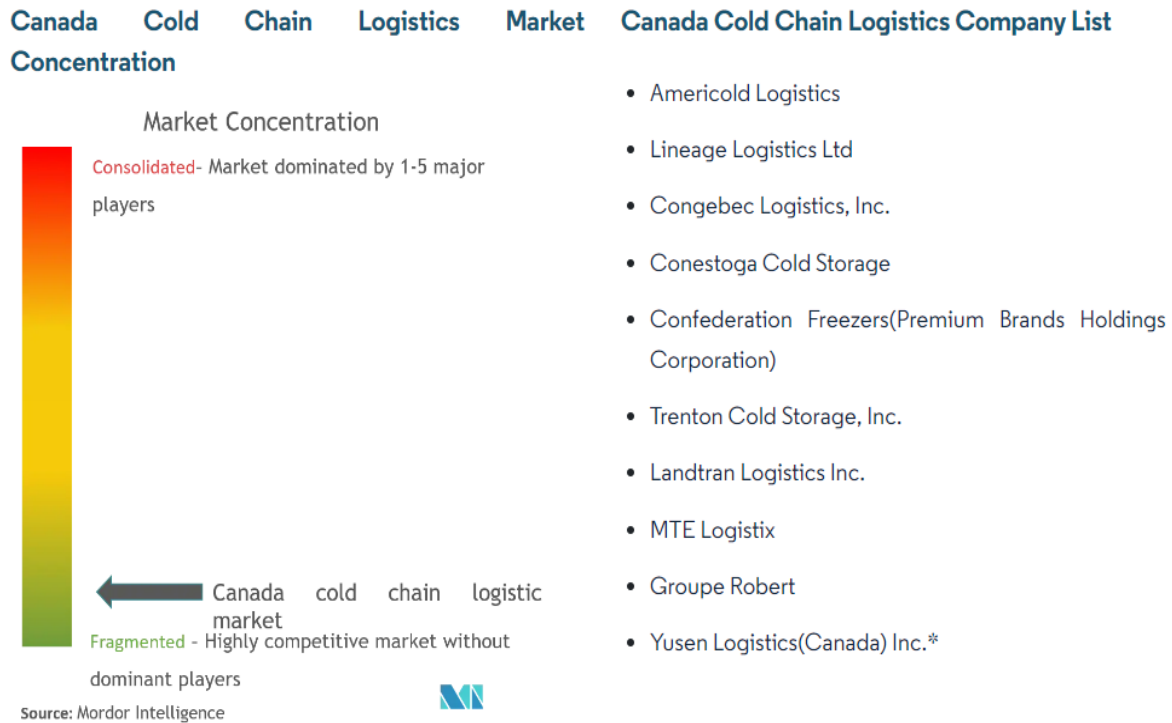 Canada Cold Chain Logistics Market
Concentration
Market Concentration
Consolidated- Market dominated by 1-5 major
players
Canada cold chain logistic
market
Fragmented - Highly competitive market without
dominant players
Source: Mordor Intelligence
Canada Cold Chain Logistics Company List
• Americold Logistics
• Lineage Logistics Ltd
• Congebec Logistics, Inc.
• Conestoga Cold Storage
• Confederation Freezers(Premium Brands Holdings
Corporation)
• Trenton Cold Storage, Inc.
• Landtran Logistics Inc.
• MTE Logistix
• Groupe Robert
• Yusen Logistics(Canada) Inc.*